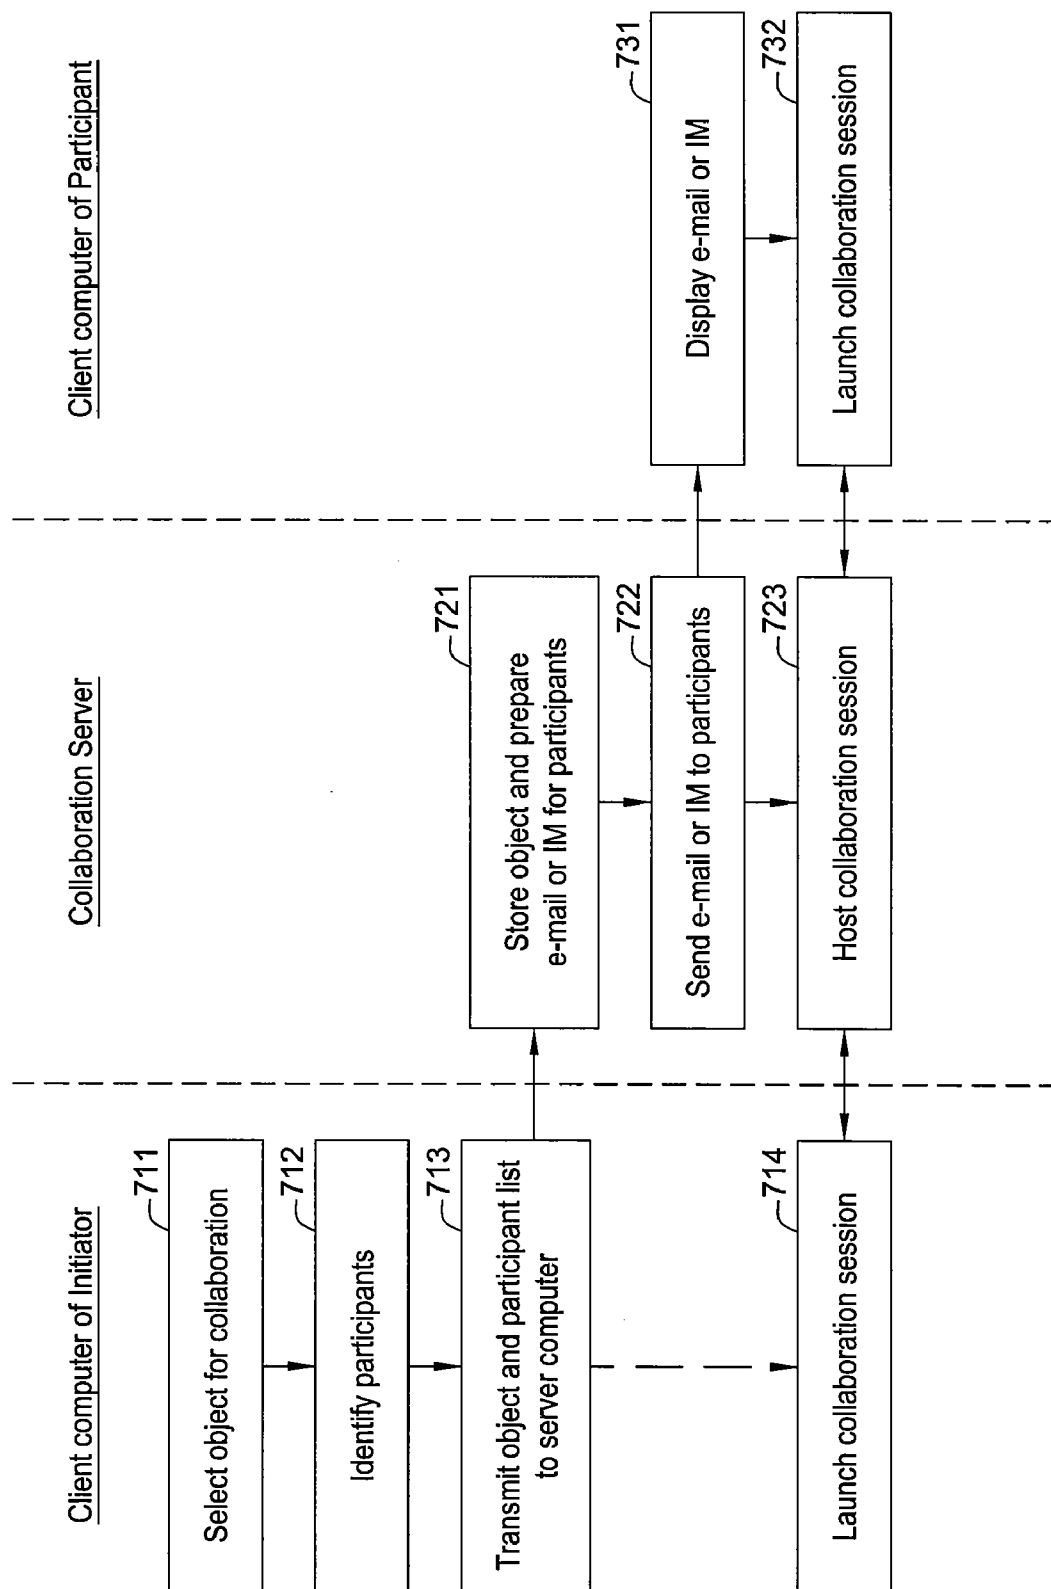 Client computer of Initiator
711
Select object for collaboration
712
Identify participants
713
Transmit object and participant list
to server computer
714
Launch collaboration session
Collaboration Server
721
Store object and prepare
e-mail or IM for participants
722
Send e-mail or IM to participants
723
Host collaboration session
Client computer of Participant
731
Display e-mail or IM
732
Launch collaboration session